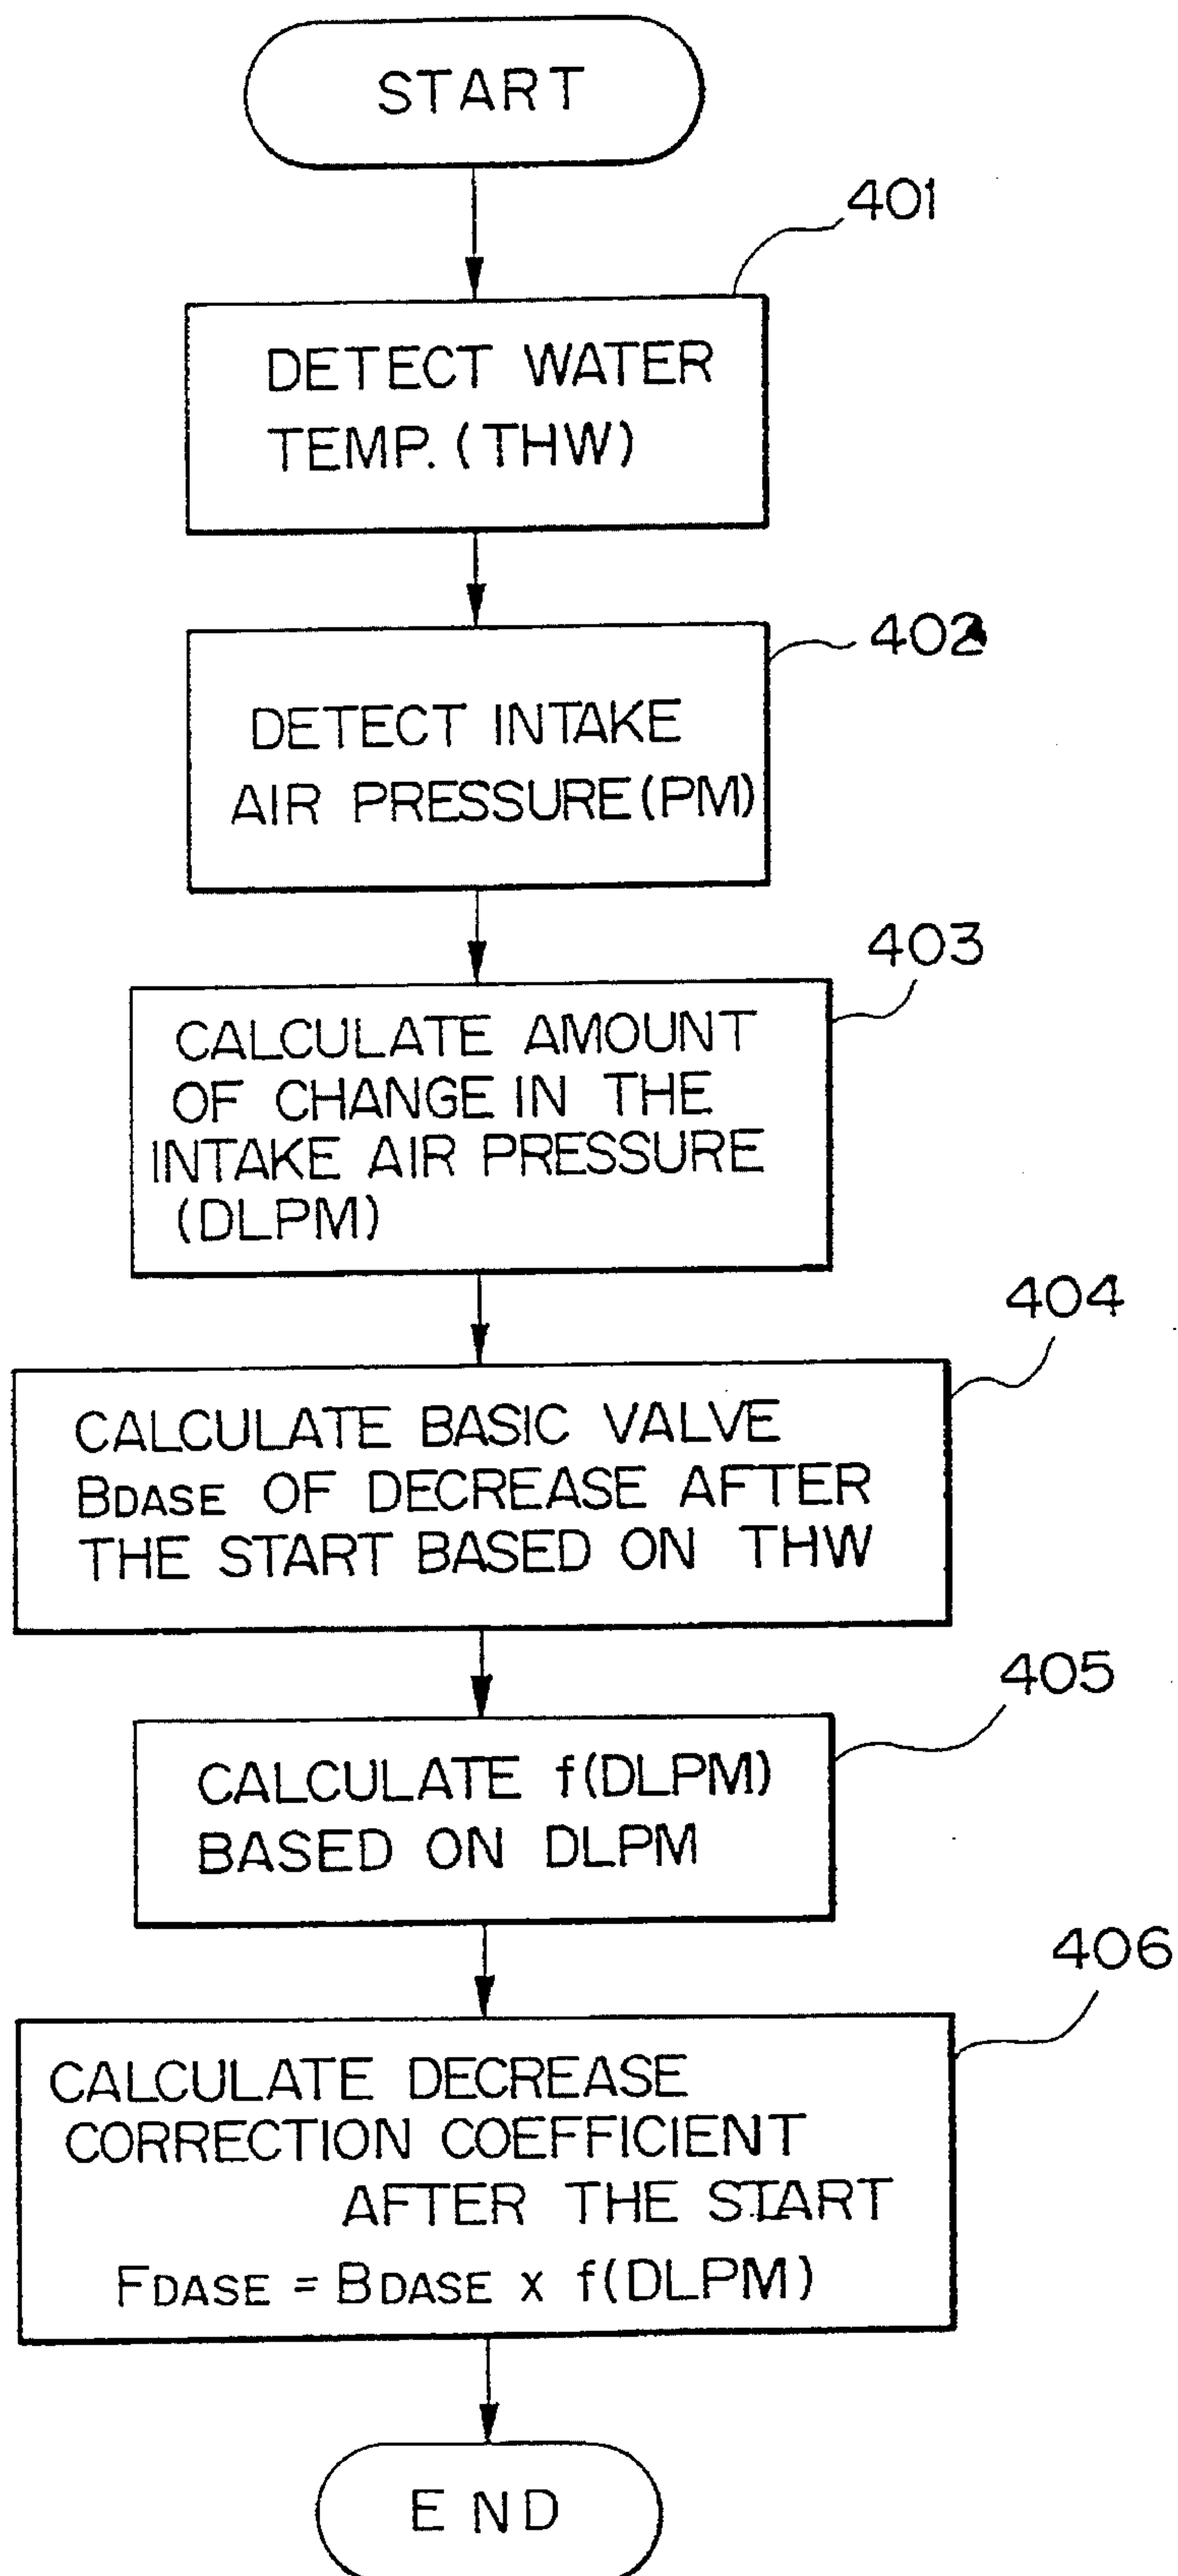 START
401
DETECT WATER
TEMP. (THW)
402
DETECT INTAKE
AIR PRESSURE (PM)
403
CALCULATE AMOUNT
OF CHANGE IN THE
INTAKE AIR PRESSURE
(DLPM)
404
CALCULATE BASIC VALVE
BDASE OF DECREASE AFTER
THE START BASED ON THW
405
CALCULATE f(DLPM)
BASED ON DLPM
406
CALCULATE DECREASE
CORRECTION COEFFICIENT
AFTER THE START
FDASE = BDASE x f(DLPM)
END